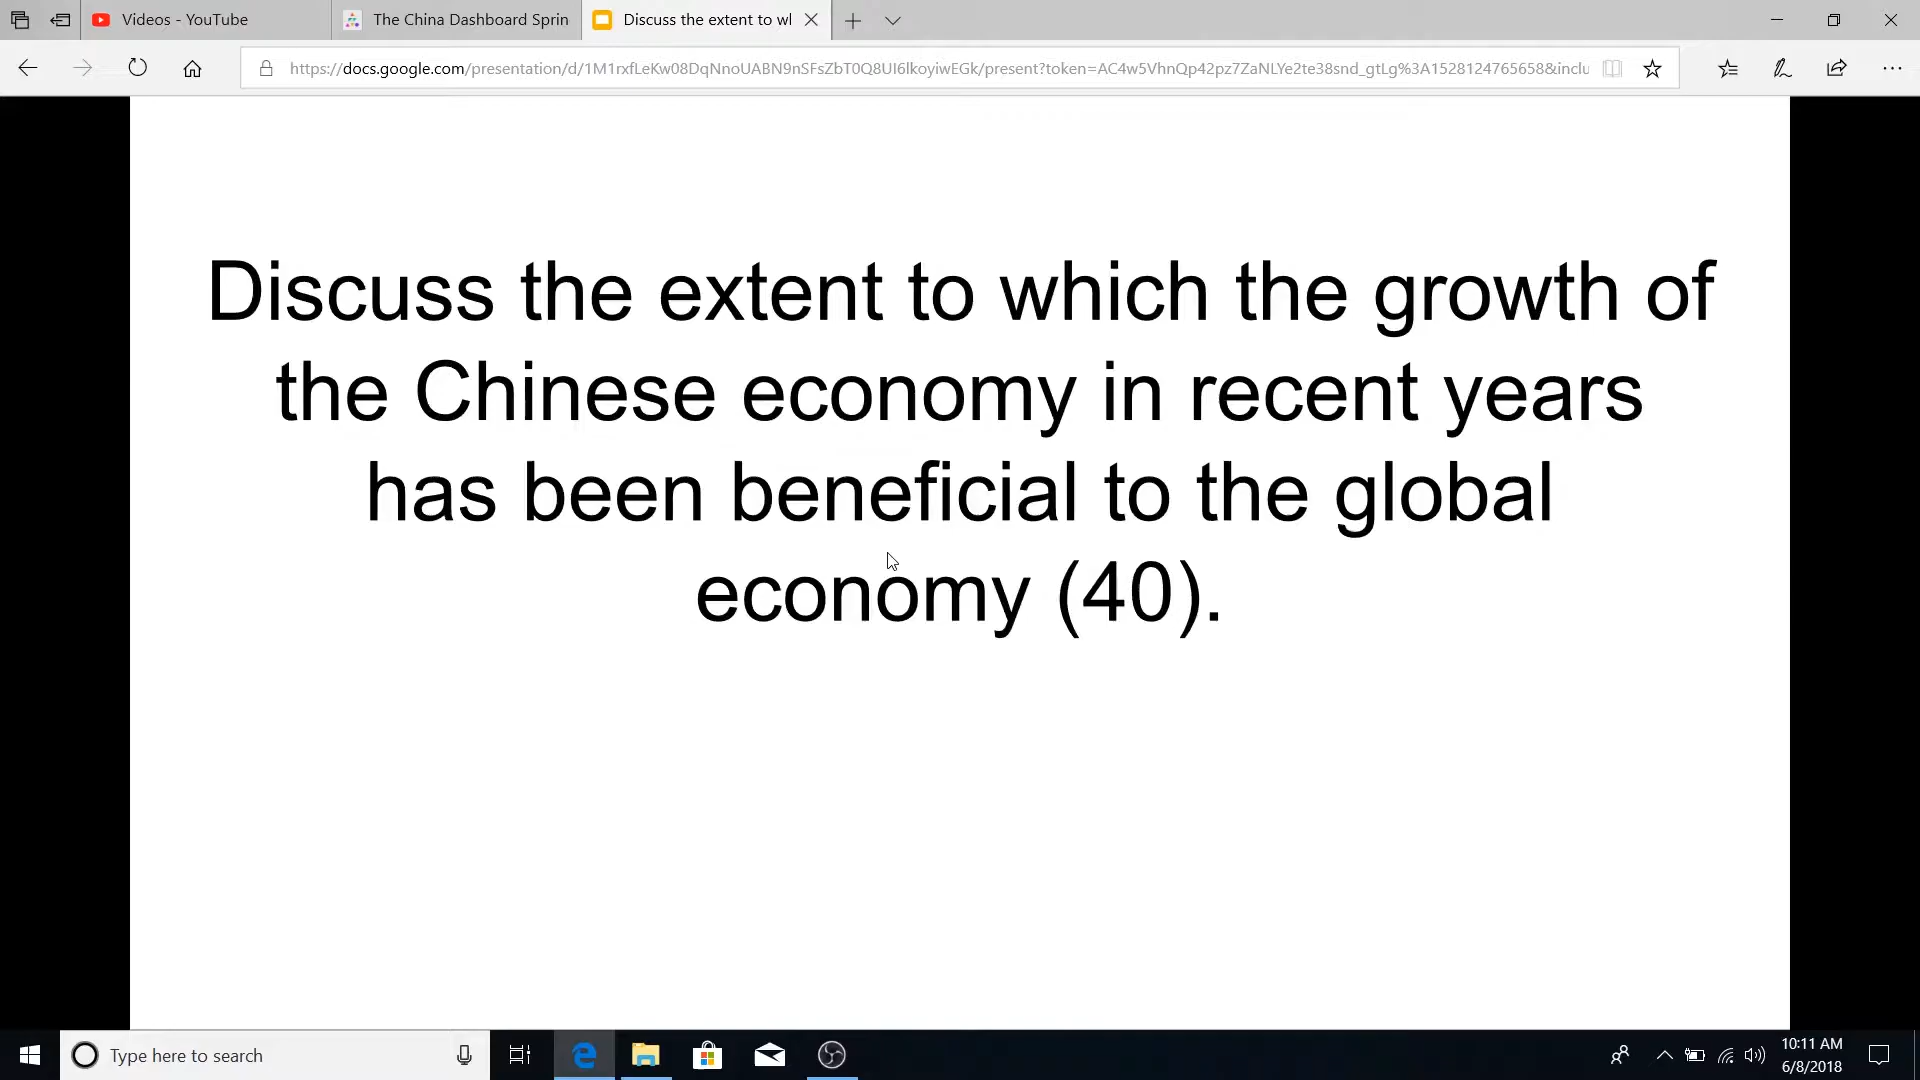 Videos - YouTube
The China Dashboard Sprin
Discuss the extent to wl
https://docs.google.com/presentation/d/1M1rxfLeKw08DqNnoUABN9nSFsZbT0Q8UI6lkoyiwEGk/present?token=AC4w5VhnQp42pz7ZaNLYe2te38snd_gtLg%3A1528124765658&inclu
Discuss the extent to which the growth of
the Chinese economy in recent years
has been beneficial to the global
economy (40).
Type here to search
10:11 AM
6/8/2018